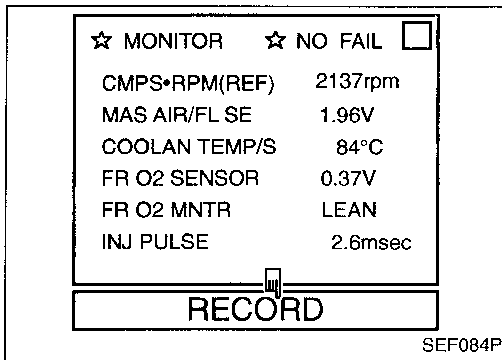 ☆ MONITOR ☆ NO FAIL
CMPS•RPM(REF) 2137rpm
MAS AIR/FL SE 1.96V
COOLAN TEMP/S 84°C
FR O2 SENSOR 0.37V
FR O2 MNTR LEAN
INJ PULSE 2.6msec
RECORD
SEF084P